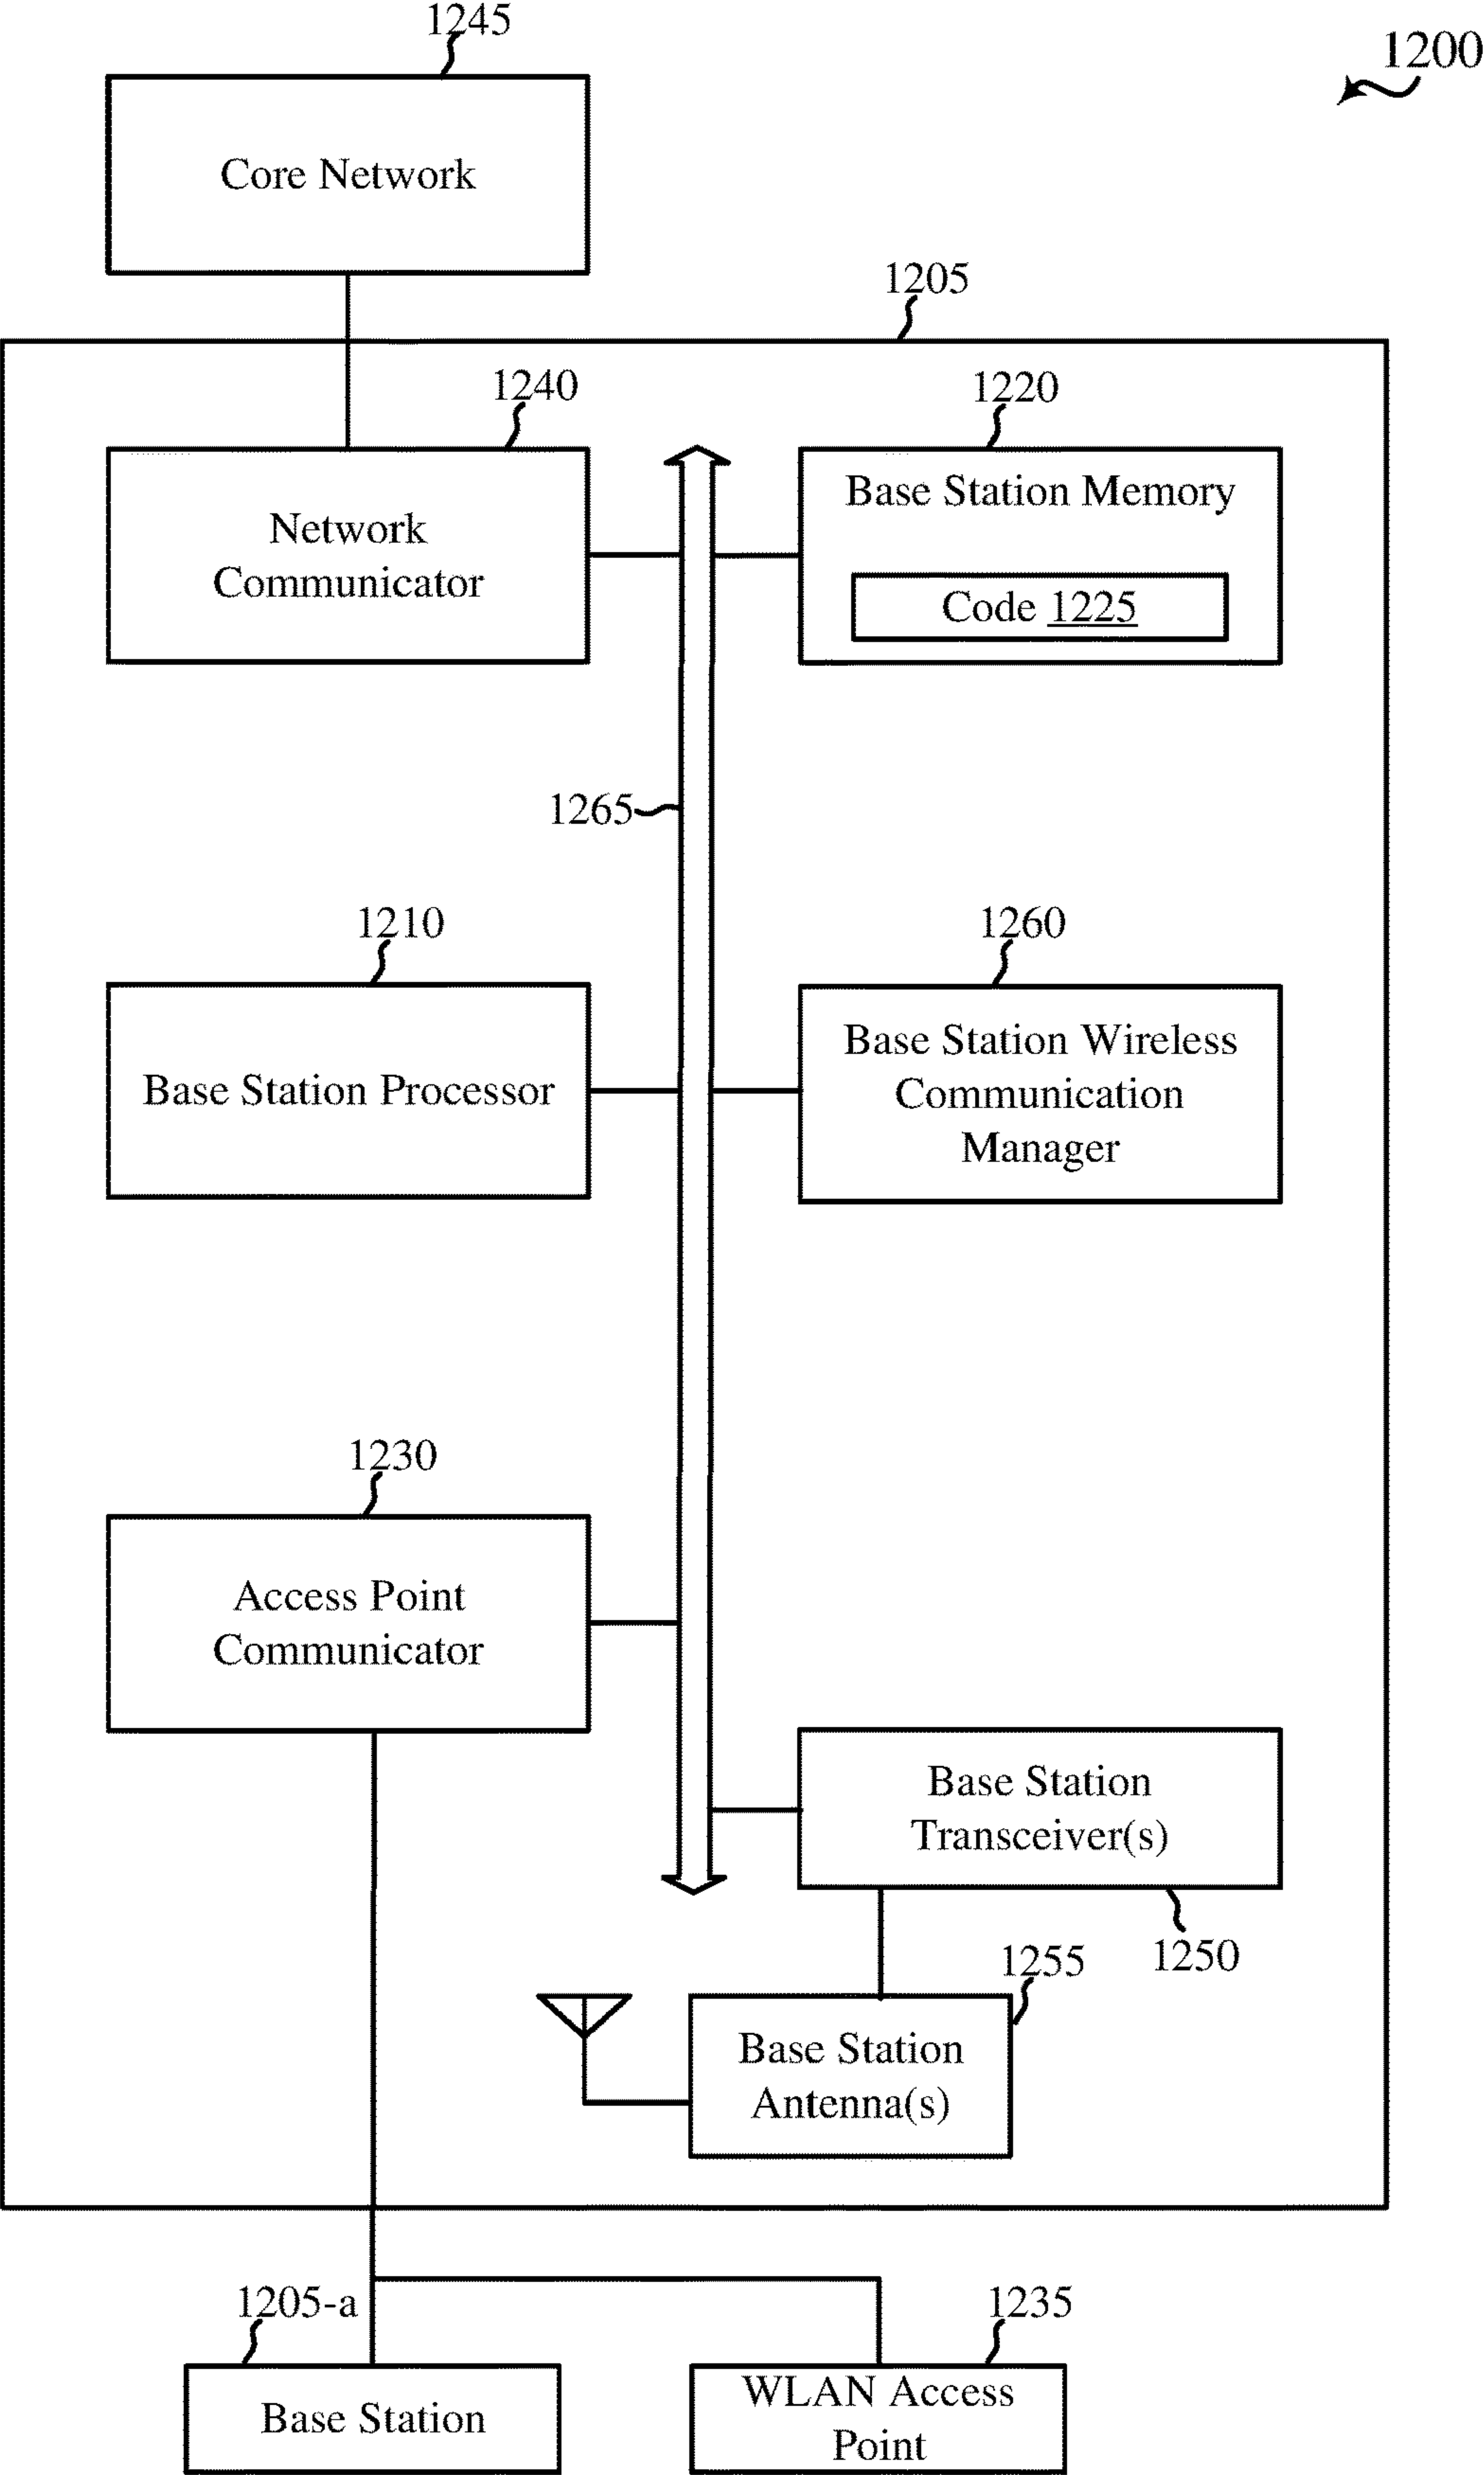 1245
1200
Core Network
1205
1240
1220
Network
Communicator
Base Station Memory
Code 1225
1265
1210
1260
Base Station Processor
Base Station Wireless
Communication
Manager
1230
Access Point
Communicator
Base Station
Transceiver(s)
1250
1255
Base Station
Antenna(s)
1205-a
1235
Base Station
WLAN Access
Point